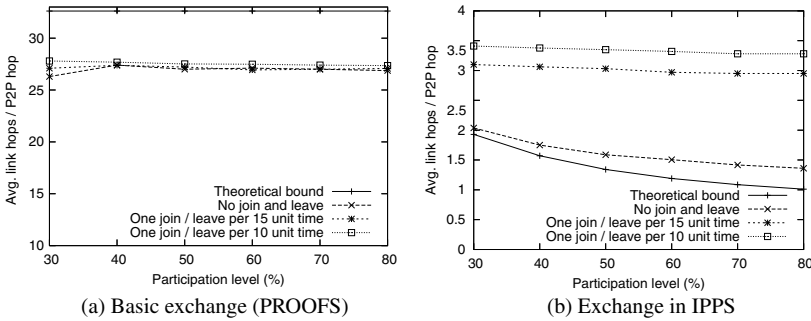 Avg. link hops / P2P hop
30
25
20
15
10
Theoretical bound
No join and leave
One join / leave per 15 unit time
One join / leave per 10 unit time
30 40 50 60 70 80
Participation level (%)
(a) Basic exchange (PROOFS)
Avg. link hops / P2P hop
4
3.5
3
2.5
2
1.5
1
0.5
0
Theoretical bound
No join and leave
One join / leave per 15 unit time
One join / leave per 10 unit time
30 40 50 60 70 80
Participation level (%)
(b) Exchange in IPPS